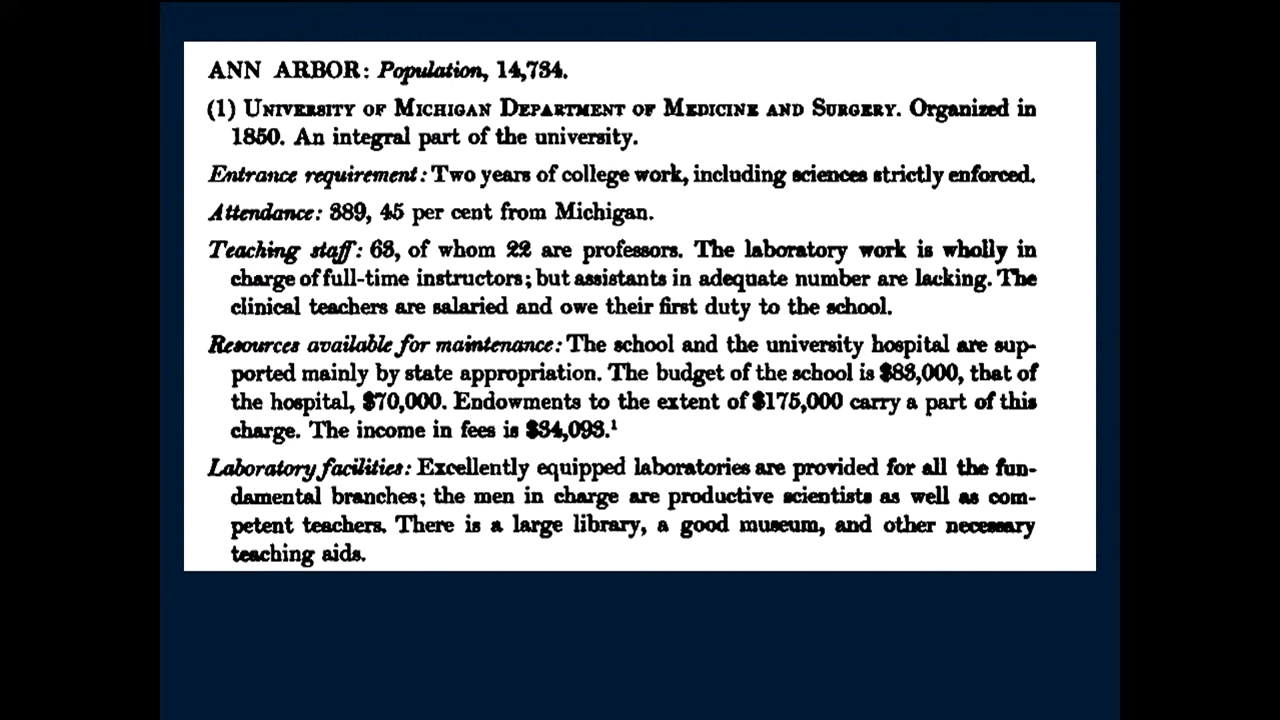 ANN ARBOR: Population, 14,734.
(1) UNIVERSITY OF MICHIGAN DEPARTMENT OF MEDICINE AND SURGERY. Organized in
1850. An integral part of the university.
Entrance requirement: Two years of college work, including sciences strictly enforced.
Attendance: 389, 45 per cent from Michigan.
Teaching staff: 63, of whom 22 are professors. The laboratory work is wholly in
charge of full-time instructors; but assistants in adequate number are lacking. The
clinical teachers are salaried and owe their first duty to the school.
Resources available for maintenance: The school and the university hospital are sup-
ported mainly by state appropriation. The budget of the school is $83,000, that of
the hospital, $70,000. Endowments to the extent of $175,000 carry a part of this
charge. The income in fees is $34,093.¹
Laboratory facilities: Excellently equipped laboratories are provided for all the fun-
damental branches; the men in charge are productive scientists as well as com-
petent teachers. There is a large library, a good museum, and other necessary
teaching aids.